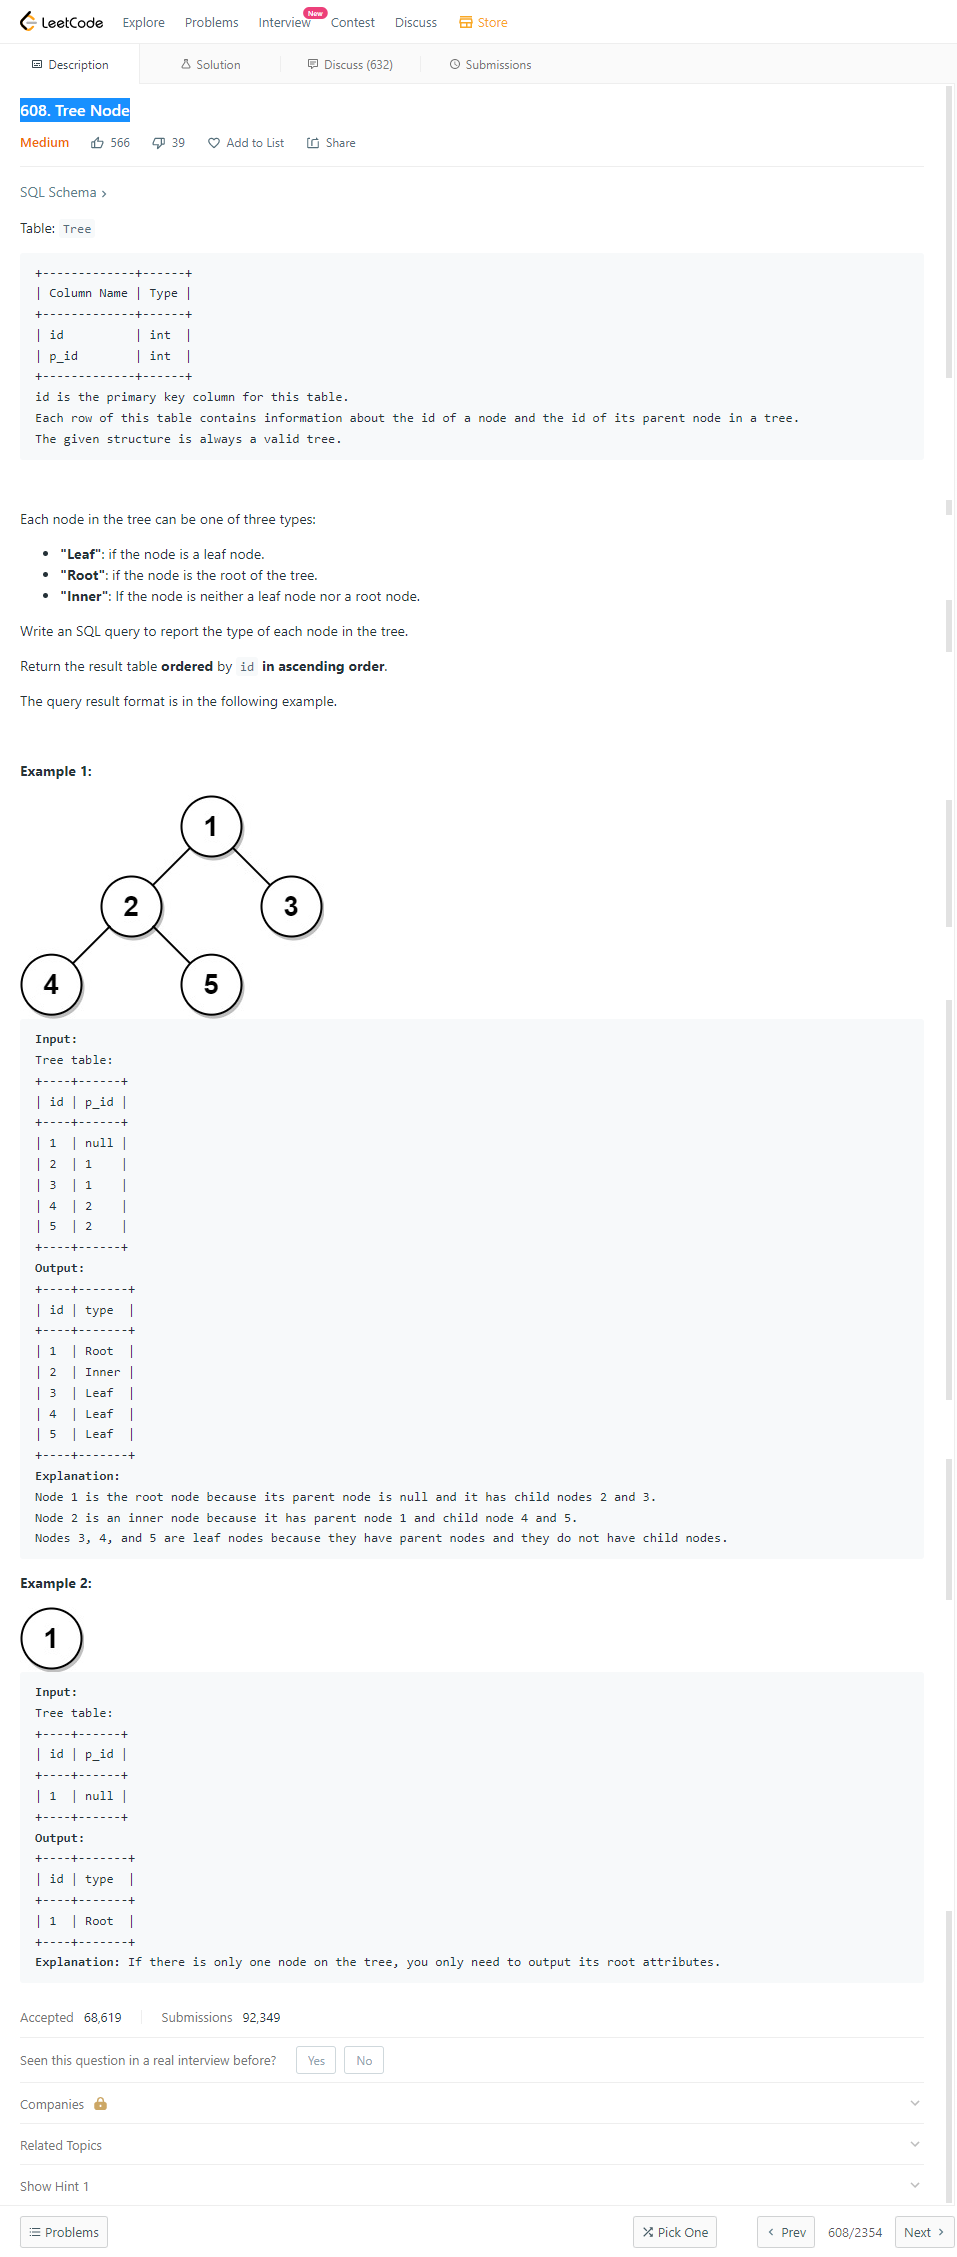 LeetCode Explore Problems Interview New Contest Discuss Store
Description Solution Discuss (632) Submissions
608. Tree Node
Medium 566 39 Add to List Share
SQL Schema >
Table: Tree
+-------------+------+
| Column Name | Type |
+-------------+------+
| id          | int  |
| p_id        | int  |
+-------------+------+
id is the primary key column for this table.
Each row of this table contains information about the id of a node and the id of its parent node in a tree.
The given structure is always a valid tree.
Each node in the tree can be one of three types:
• "Leaf": if the node is a leaf node.
• "Root": if the node is the root of the tree.
• "Inner": If the node is neither a leaf node nor a root node.
Write an SQL query to report the type of each node in the tree.
Return the result table ordered by id in ascending order.
The query result format is in the following example.
Example 1:
1
2 3
4 5
Input:
Tree table:
+----+------+
| id | p_id |
+----+------+
| 1  | null |
| 2  | 1    |
| 3  | 1    |
| 4  | 2    |
| 5  | 2    |
+----+------+
Output:
+----+-------+
| id | type  |
+----+-------+
| 1  | Root  |
| 2  | Inner |
| 3  | Leaf  |
| 4  | Leaf  |
| 5  | Leaf  |
+----+-------+
Explanation:
Node 1 is the root node because its parent node is null and it has child nodes 2 and 3.
Node 2 is an inner node because it has parent node 1 and child node 4 and 5.
Nodes 3, 4, and 5 are leaf nodes because they have parent nodes and they do not have child nodes.
Example 2:
1
Input:
Tree table:
+----+------+
| id | p_id |
+----+------+
| 1  | null |
+----+------+
Output:
+----+-------+
| id | type  |
+----+-------+
| 1  | Root  |
+----+-------+
Explanation: If there is only one node on the tree, you only need to output its root attributes.
Accepted 68,619 Submissions 92,349
Seen this question in a real interview before? Yes No
Companies
Related Topics
Show Hint 1
Problems Pick One < Prev 608/2354 Next >